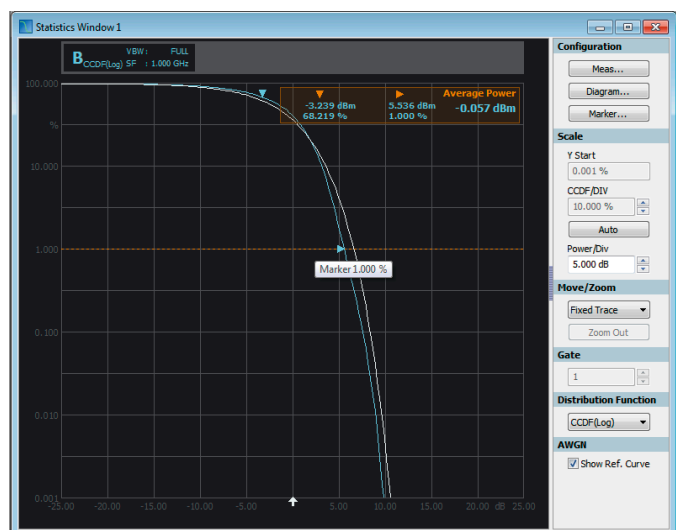 Statistics Window 1
B CCDF(Log) VBW: FULL
SF : 1.000 GHz
Average Power
-3.239 dBm 5.536 dBm -0.057 dBm
68.219 % 1.000 %
100.000
%
10.000
1.000
0.100
0.010
0.001
Marker 1.000 %
-25.00 -20.00 -15.00 -10.00 -5.00 5.00 10.00 15.00 20.00 dB 25.00
Configuration
Meas...
Diagram...
Marker...
Scale
Y Start
0.001 %
CCDF/DIV
10.000 %
Auto
Power/Div
5.000 dB
Move/Zoom
Fixed Trace
Zoom Out
Gate
1
Distribution Function
CCDF(Log)
AWGN
Show Ref. Curve